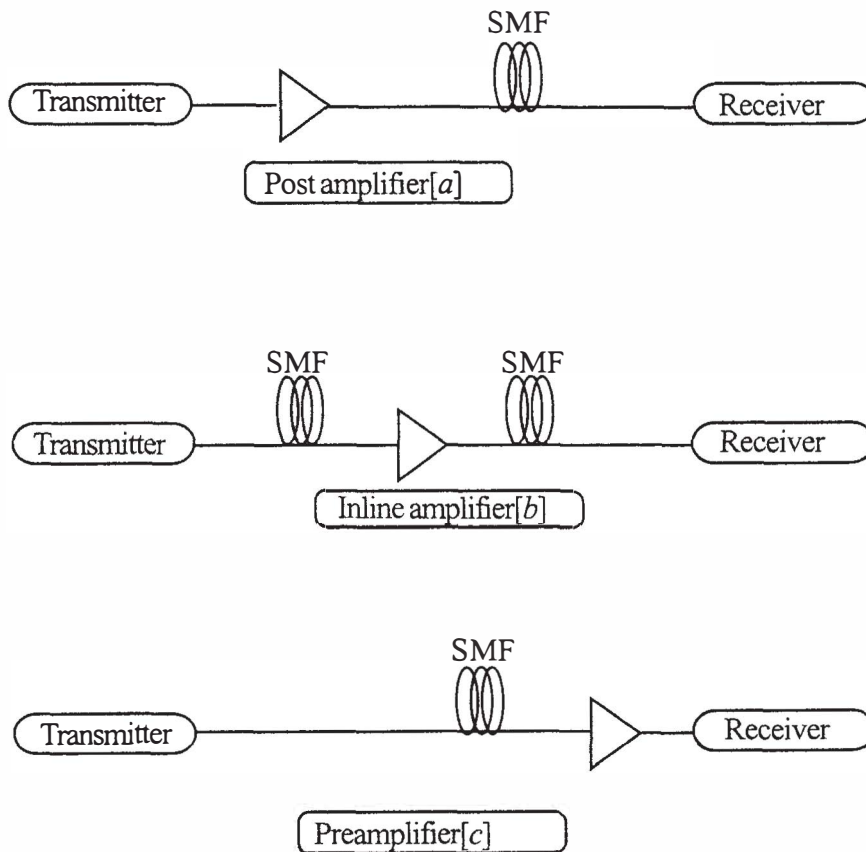 SMF
Transmitter
Receiver
Post amplifier[a]
SMF
SMF
Transmitter
Receiver
Inline amplifier[b]
SMF
Transmitter
Receiver
Preamplifier[c]